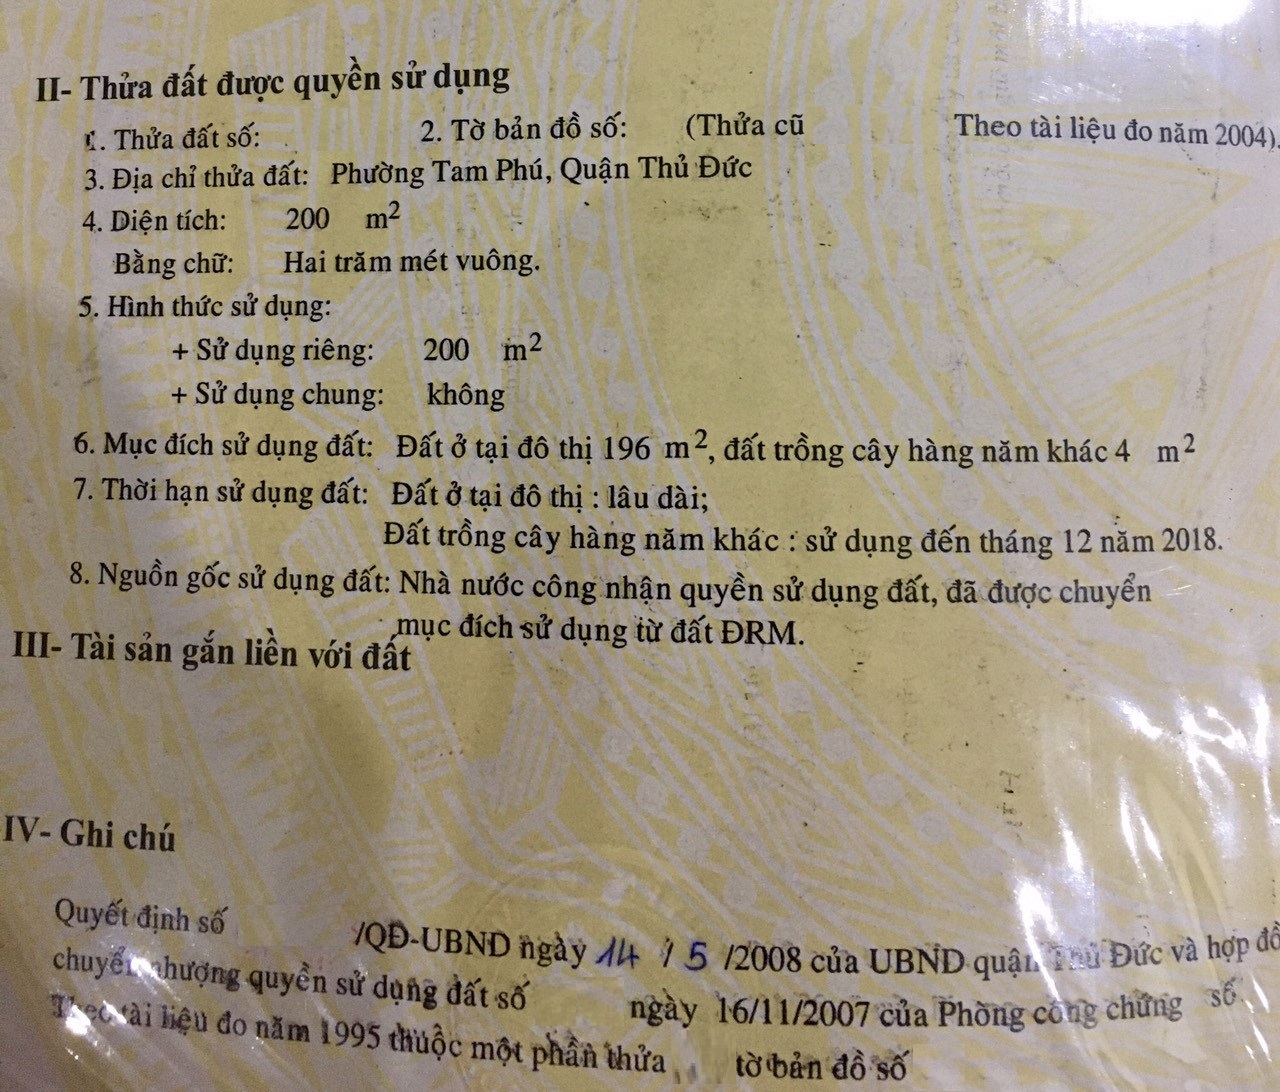 II- Thửa đất được quyền sử dụng
1. Thửa đất số: 2. Tờ bản đồ số: (Thửa cũ Theo tài liệu đo năm 2004).
3. Địa chỉ thửa đất: Phường Tam Phú, Quận Thủ Đức
4. Diện tích: 200 m²
Bằng chữ: Hai trăm mét vuông.
5. Hình thức sử dụng:
+ Sử dụng riêng: 200 m²
+ Sử dụng chung: không
6. Mục đích sử dụng đất: Đất ở tại đô thị 196 m², đất trồng cây hàng năm khác 4 m²
7. Thời hạn sử dụng đất: Đất ở tại đô thị : lâu dài;
Đất trồng cây hàng năm khác : sử dụng đến tháng 12 năm 2018.
8. Nguồn gốc sử dụng đất: Nhà nước công nhận quyền sử dụng đất, đã được chuyển
mục đích sử dụng từ đất ĐRM.
III- Tài sản gắn liền với đất
IV- Ghi chú
Quyết định số /QĐ-UBND ngày 14 / 5 /2008 của UBND quận Thủ Đức và hợp đồ
chuyển nhượng quyền sử dụng đất số ngày 16/11/2007 của Phòng công chứng số
Theo tài liệu đo năm 1995 thuộc một phần thửa tờ bản đồ số